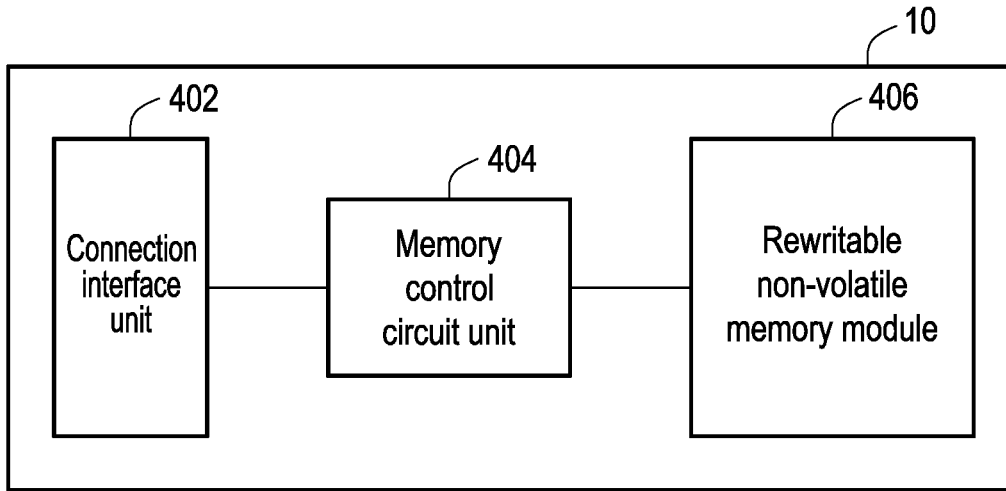 10
402
404
406
Connection
interface
unit
Memory
control
circuit unit
Rewritable
non-volatile
memory module